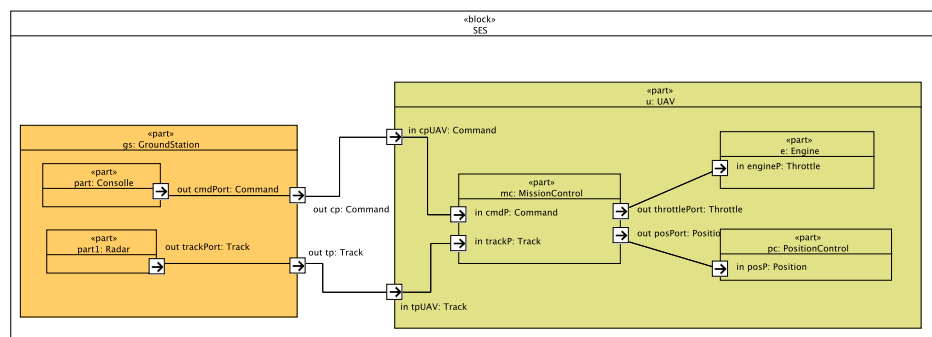 «block»
SES
«part»
u: UAV
«part»
gs: GroundStation
in cpUAV: Command
«part»
e: Engine
in engineP: Throttle
«part»
part: Consolle
out cmdPort: Command
«part»
mc: MissionControl
out cp: Command
in cmdP: Command
out throttlePort: Throttle
«part»
part1: Radar
out trackPort: Track
in trackP: Track
out posPort: Positio
«part»
pc: PositionControl
out tp: Track
in posP: Position
in tpUAV: Track